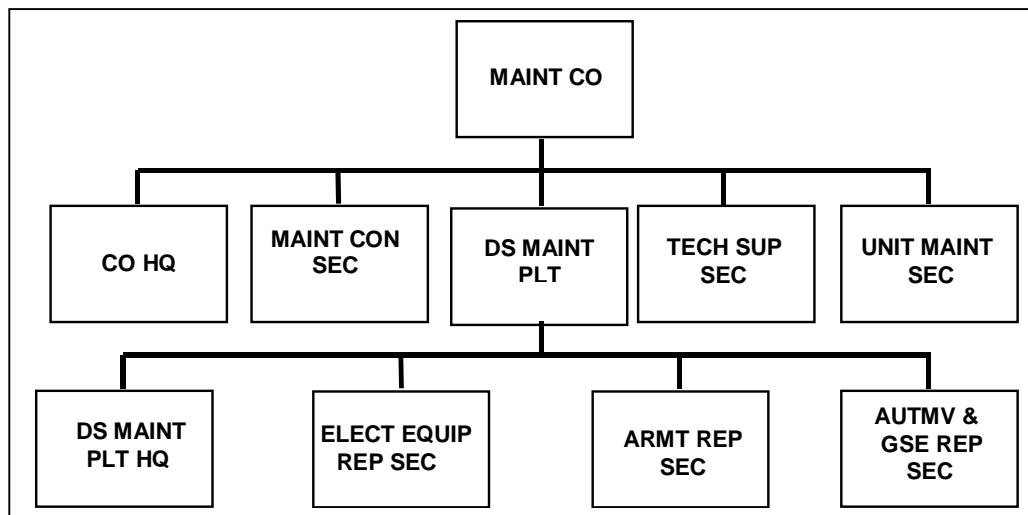 MAINT CO
CO HQ
MAINT CON
SEC
DS MAINT
PLT
TECH SUP
SEC
UNIT MAINT
SEC
DS MAINT
PLT HQ
ELECT EQUIP
REP SEC
ARMT REP
SEC
AUTMV &
GSE REP
SEC